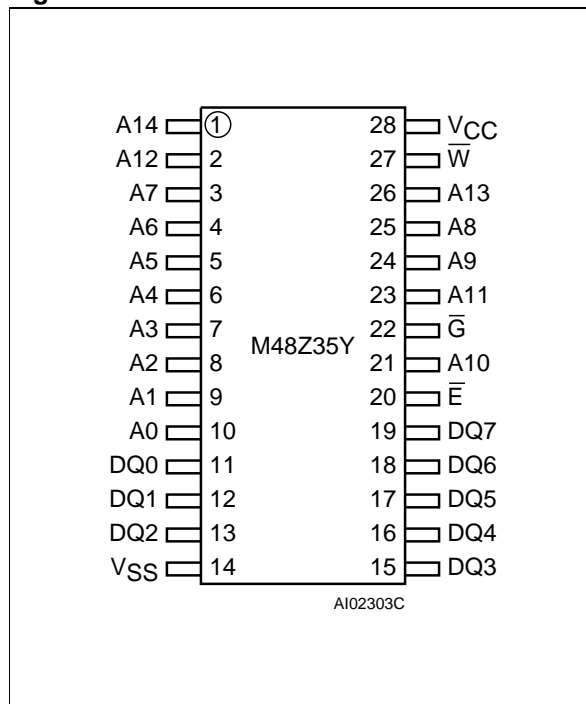 A14 1 28 VCC
A12 2 27 W̅
A7 3 26 A13
A6 4 25 A8
A5 5 24 A9
A4 6 23 A11
A3 7 22 G̅
M48Z35Y
A2 8 21 A10
A1 9 20 E̅
A0 10 19 DQ7
DQ0 11 18 DQ6
DQ1 12 17 DQ5
DQ2 13 16 DQ4
VSS 14 15 DQ3
AI02303C